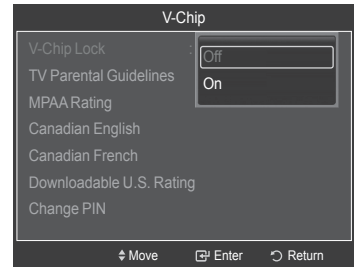 V-Chip
V-Chip Lock : Off
On
TV Parental Guidelines
MPAA Rating
Canadian English
Canadian French
Downloadable U.S. Rating
Change PIN
Move Enter Return